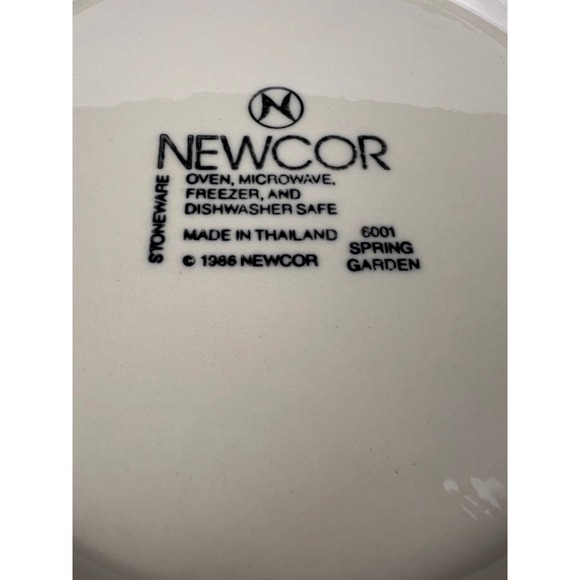 N
NEWCOR
STONEWARE
OVEN, MICROWAVE,
FREEZER, AND
DISHWASHER SAFE
MADE IN THAILAND
© 1986 NEWCOR
6001
SPRING
GARDEN